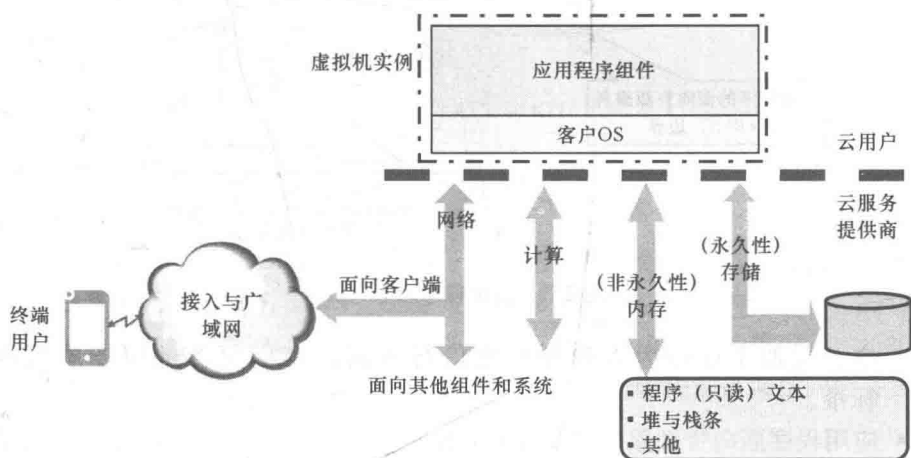 虚拟机实例
应用程序组件
客户OS
云用户
云服务
提供商
网络
计算
(非永久性)
内存
(永久性)
存储
面向客户端
接入与广
域网
终端
用户
面向其他组件和系统
▪ 程序（只读）文本
▪ 堆与栈条
▪ 其他